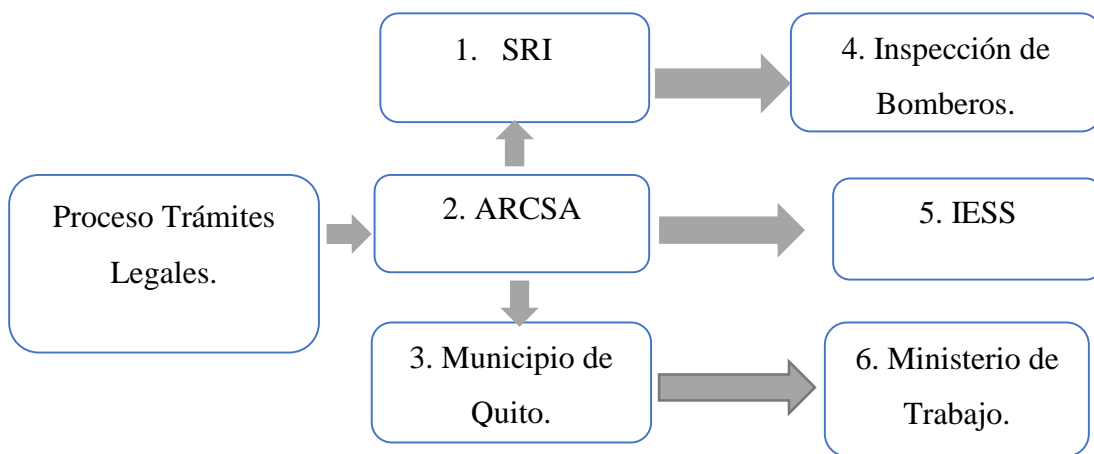 Proceso Trámites
Legales.
1. SRI
2. ARCSA
3. Municipio de
Quito.
4. Inspección de
Bomberos.
5. IESS
6. Ministerio de
Trabajo.